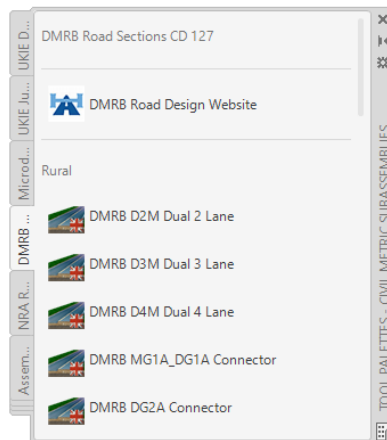 DMRB Road Sections CD 127
DMRB Road Design Website
Rural
DMRB D2M Dual 2 Lane
DMRB D3M Dual 3 Lane
DMRB D4M Dual 4 Lane
DMRB MG1A_DG1A Connector
DMRB DG2A Connector
UKIE D...
UKIE Ju...
Microd...
DMRB ...
NRA R...
Assem...
TOOL PALETTES - CIVIL METRIC SUBASSEMBLIES